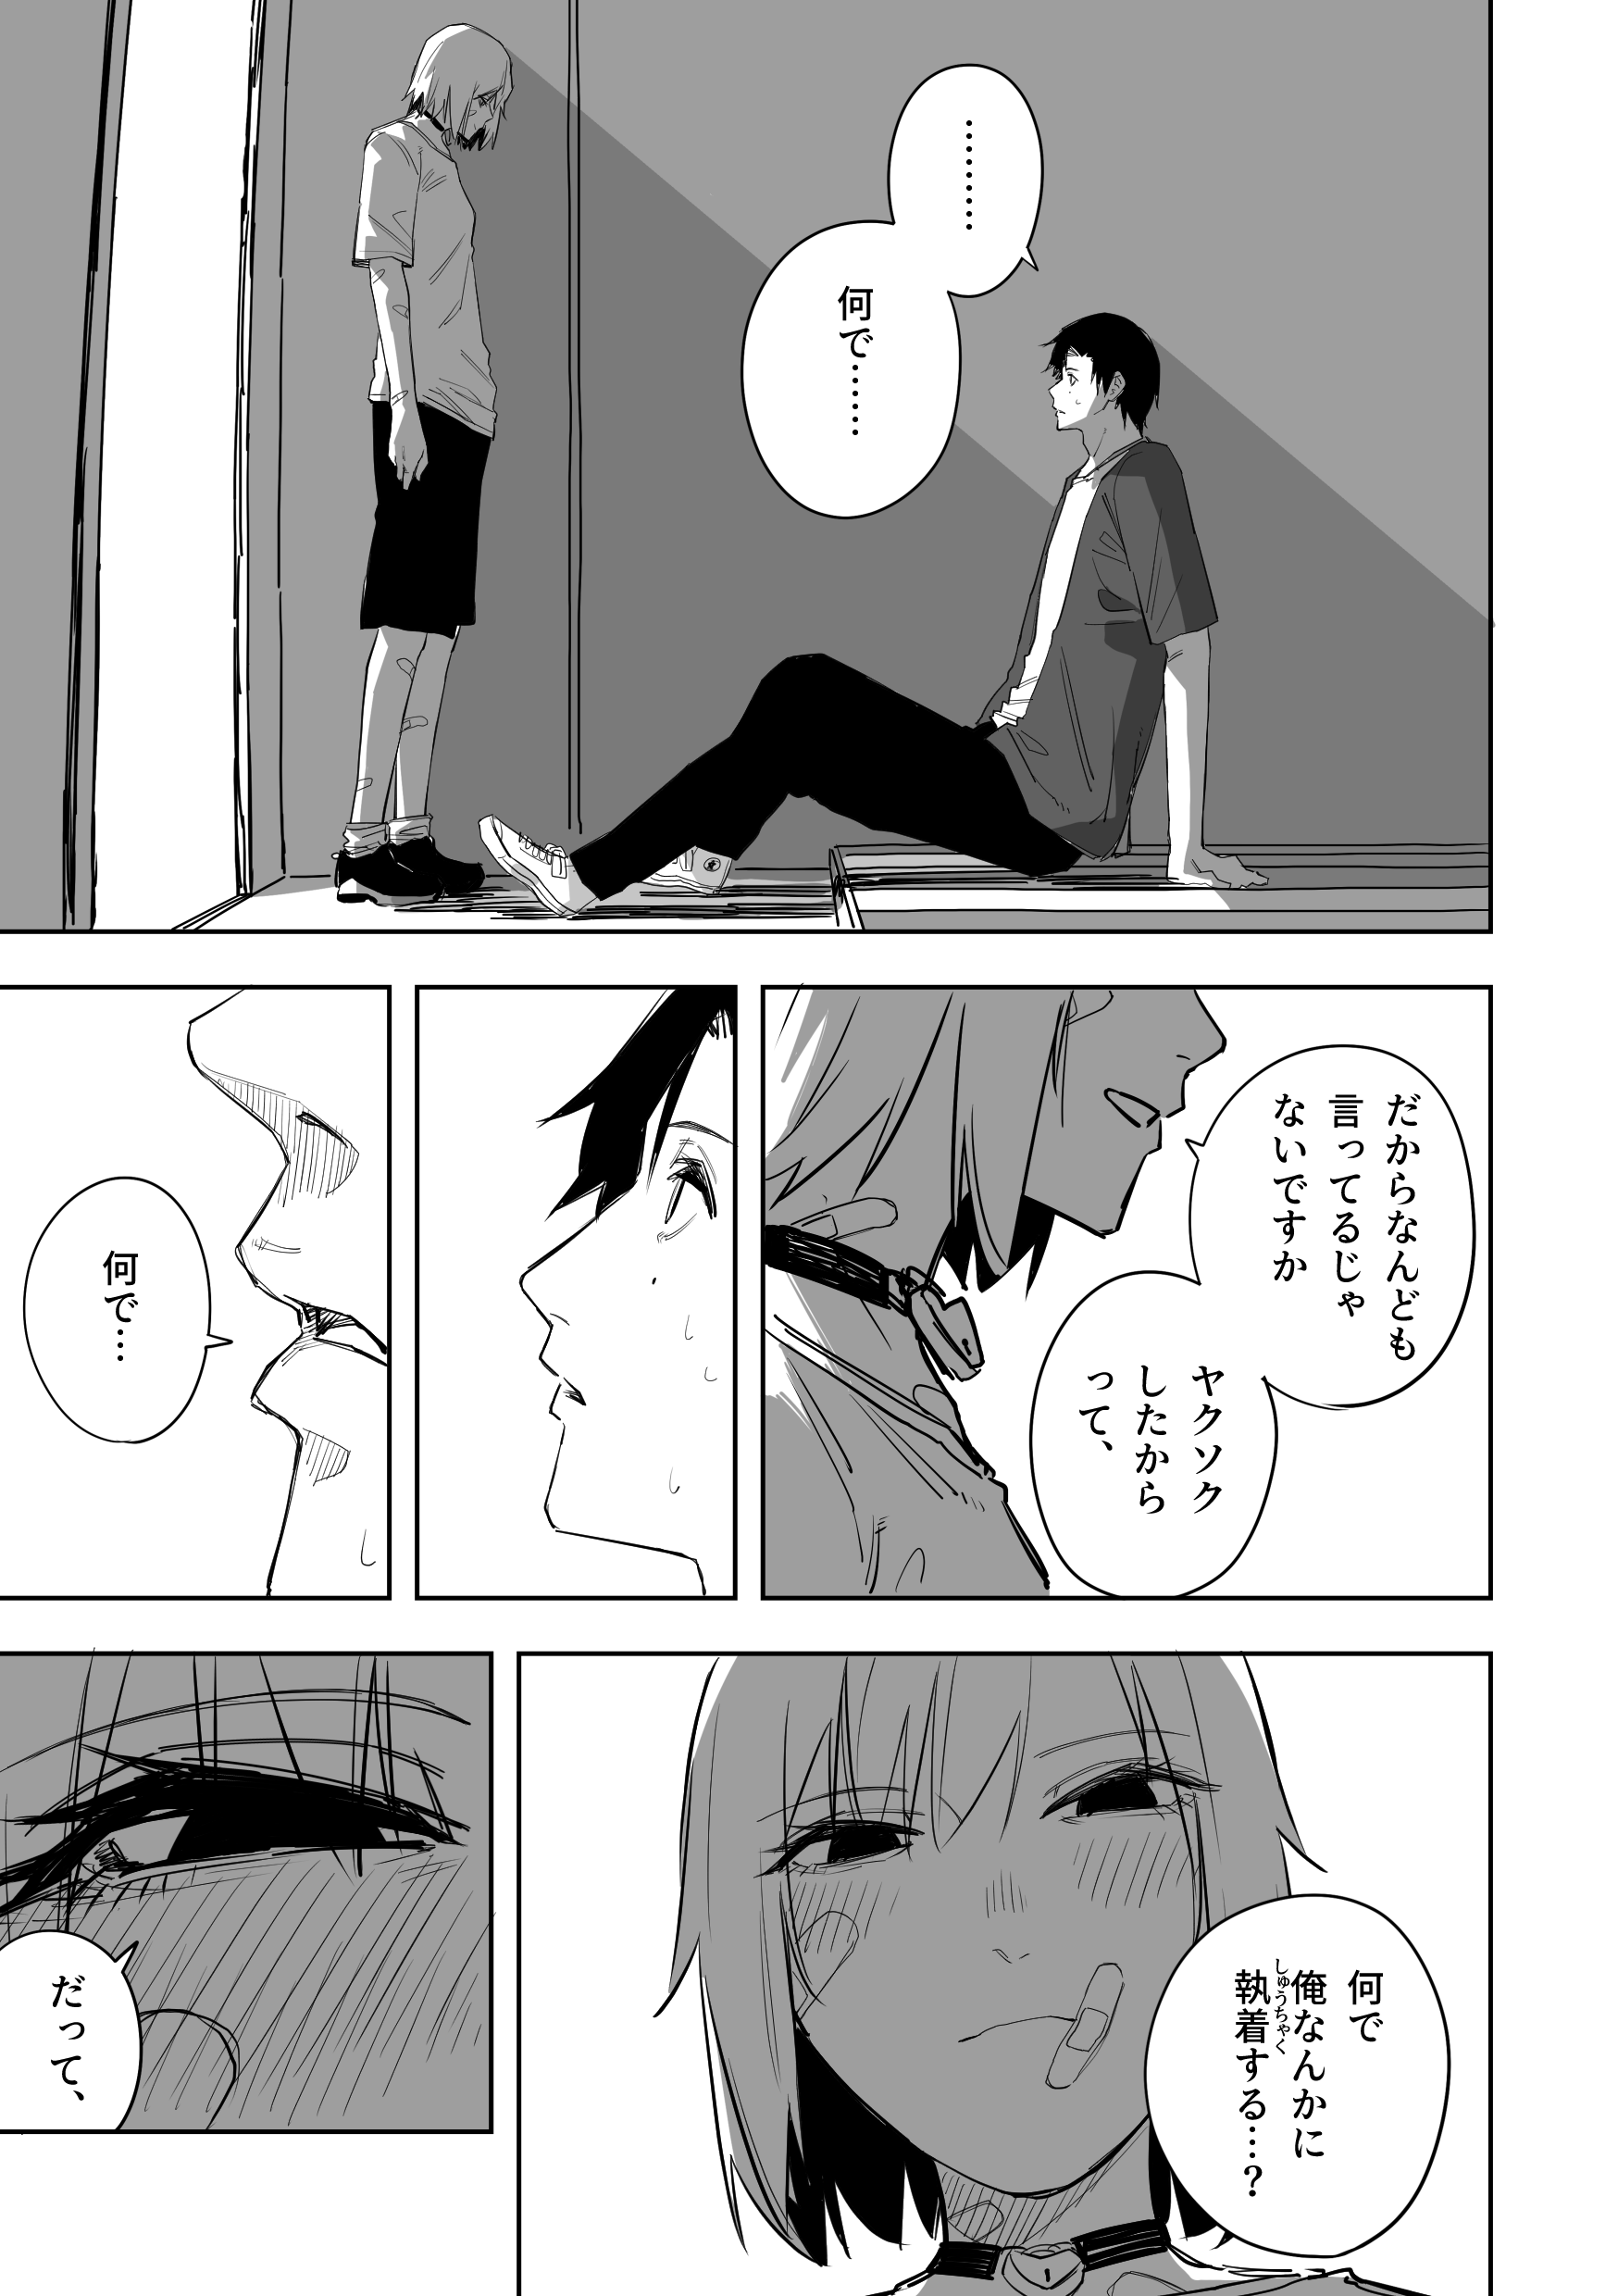 ………
何で……
だからなんども
言ってるじゃ
ないですか
ヤクソク
したから
って、
何で…
何で
俺なんかに
執着する…？
しゅうちゃく
だって、